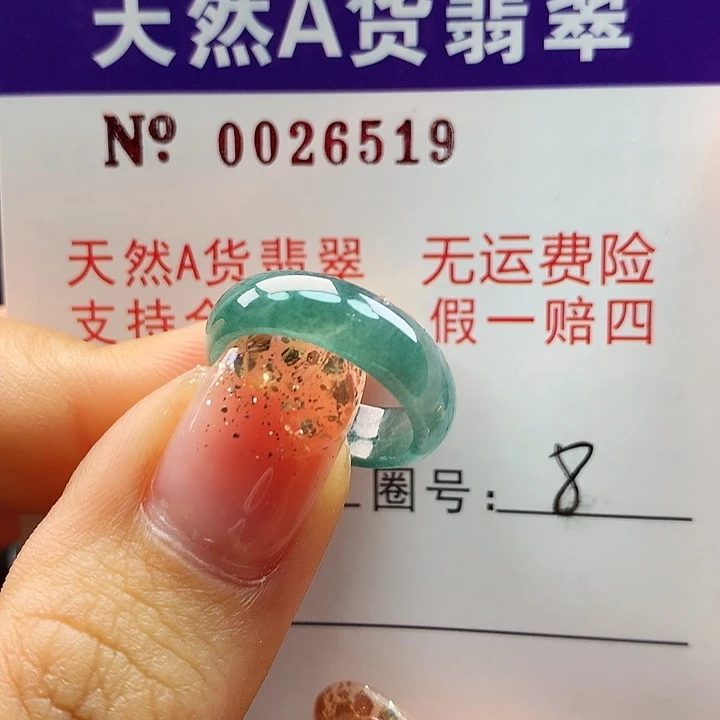 天然A货翡翠
Nº 0026519
天然A货翡翠 无运费险
支持 假一赔四
圈号: 8